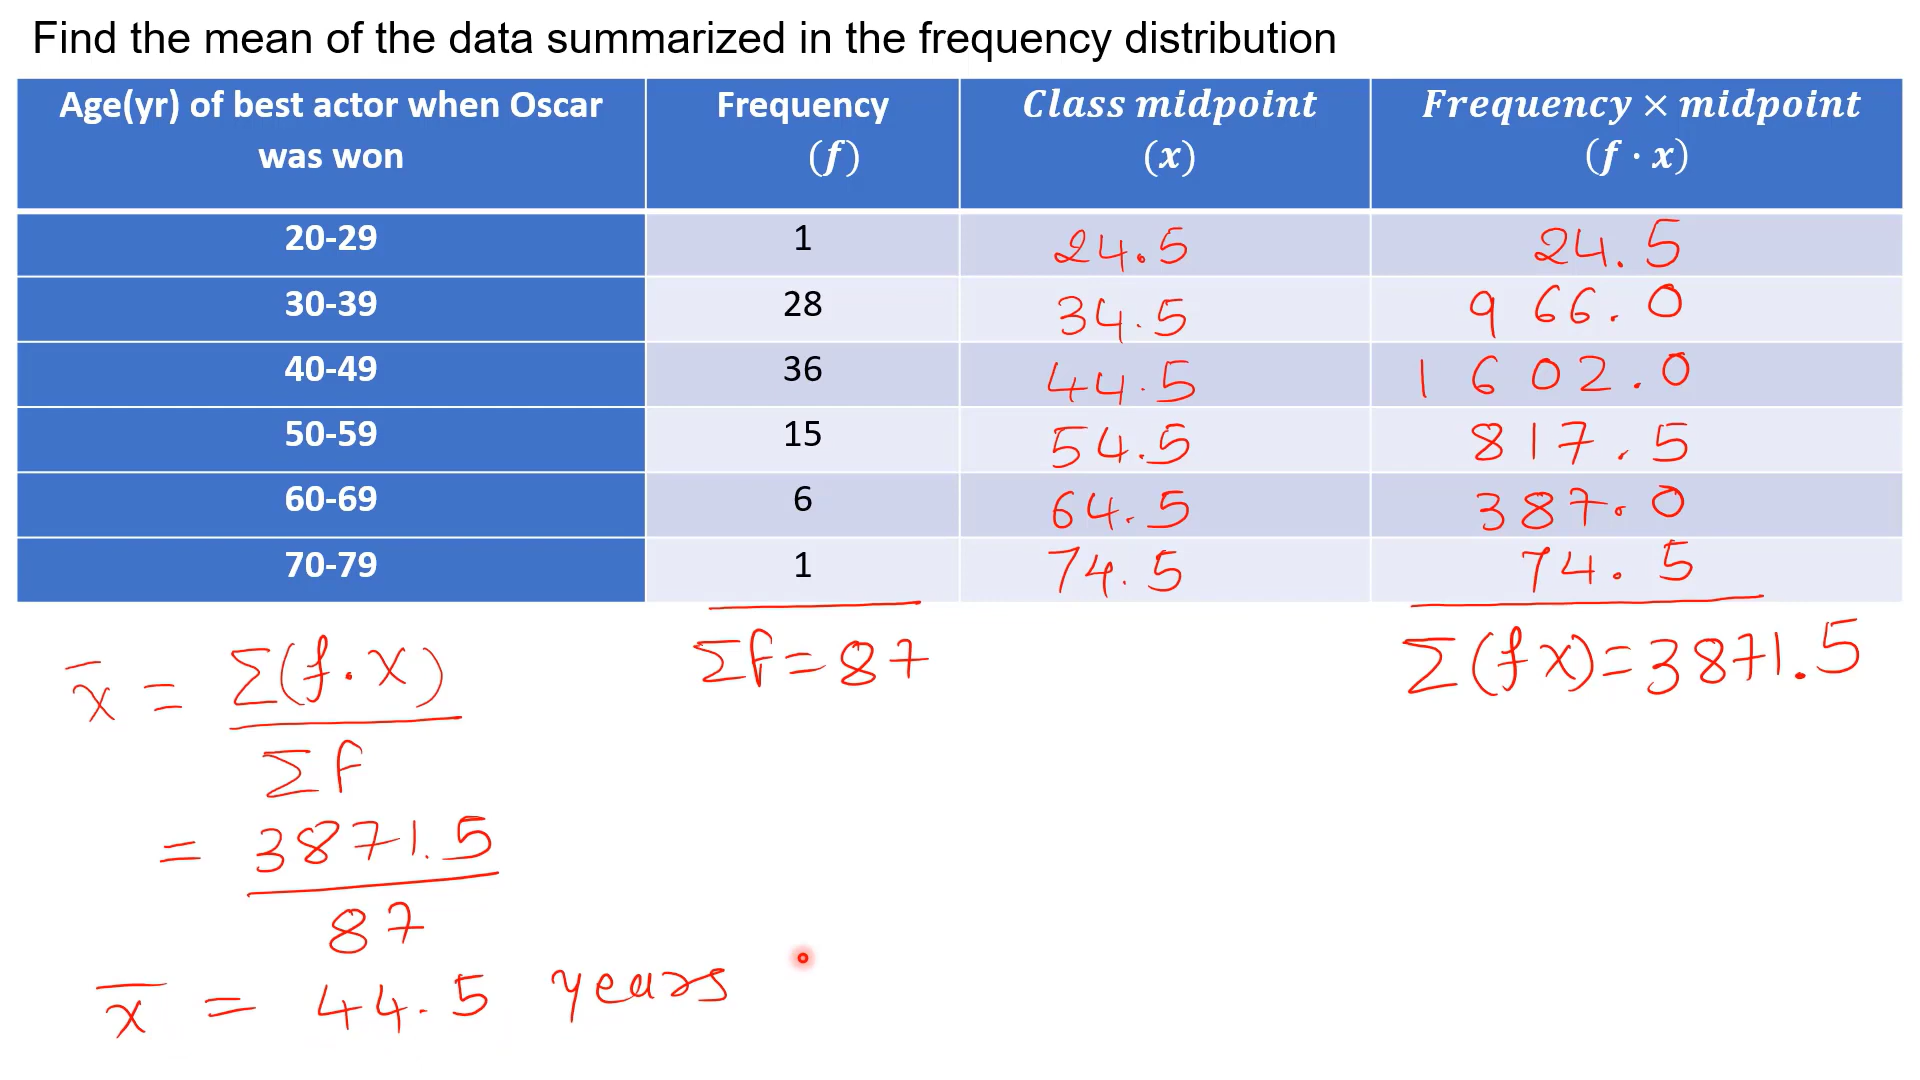 Find the mean of the data summarized in the frequency distribution
Age(yr) of best actor when Oscar was won | Frequency (f) | Class midpoint (x) | Frequency × midpoint (f · x)
20-29 | 1 | 24.5 | 24.5
30-39 | 28 | 34.5 | 966.0
40-49 | 36 | 44.5 | 1602.0
50-59 | 15 | 54.5 | 817.5
60-69 | 6 | 64.5 | 387.0
70-79 | 1 | 74.5 | 74.5
Σf = 87
Σ(fx) = 3871.5
x̄ = Σ(f.x)
Σf
= 3871.5
87
x̄ = 44.5 years